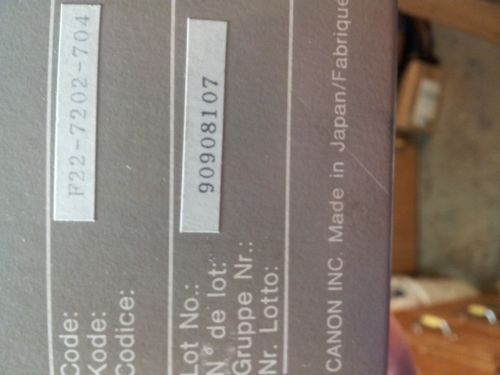 Code:
F22-7202-704
Kode:
Codice:
Lot No.:
90908107
N° de lot:
Gruppe Nr.:
Nr. Lotto:
CANON INC. Made in Japan/Fabriqué